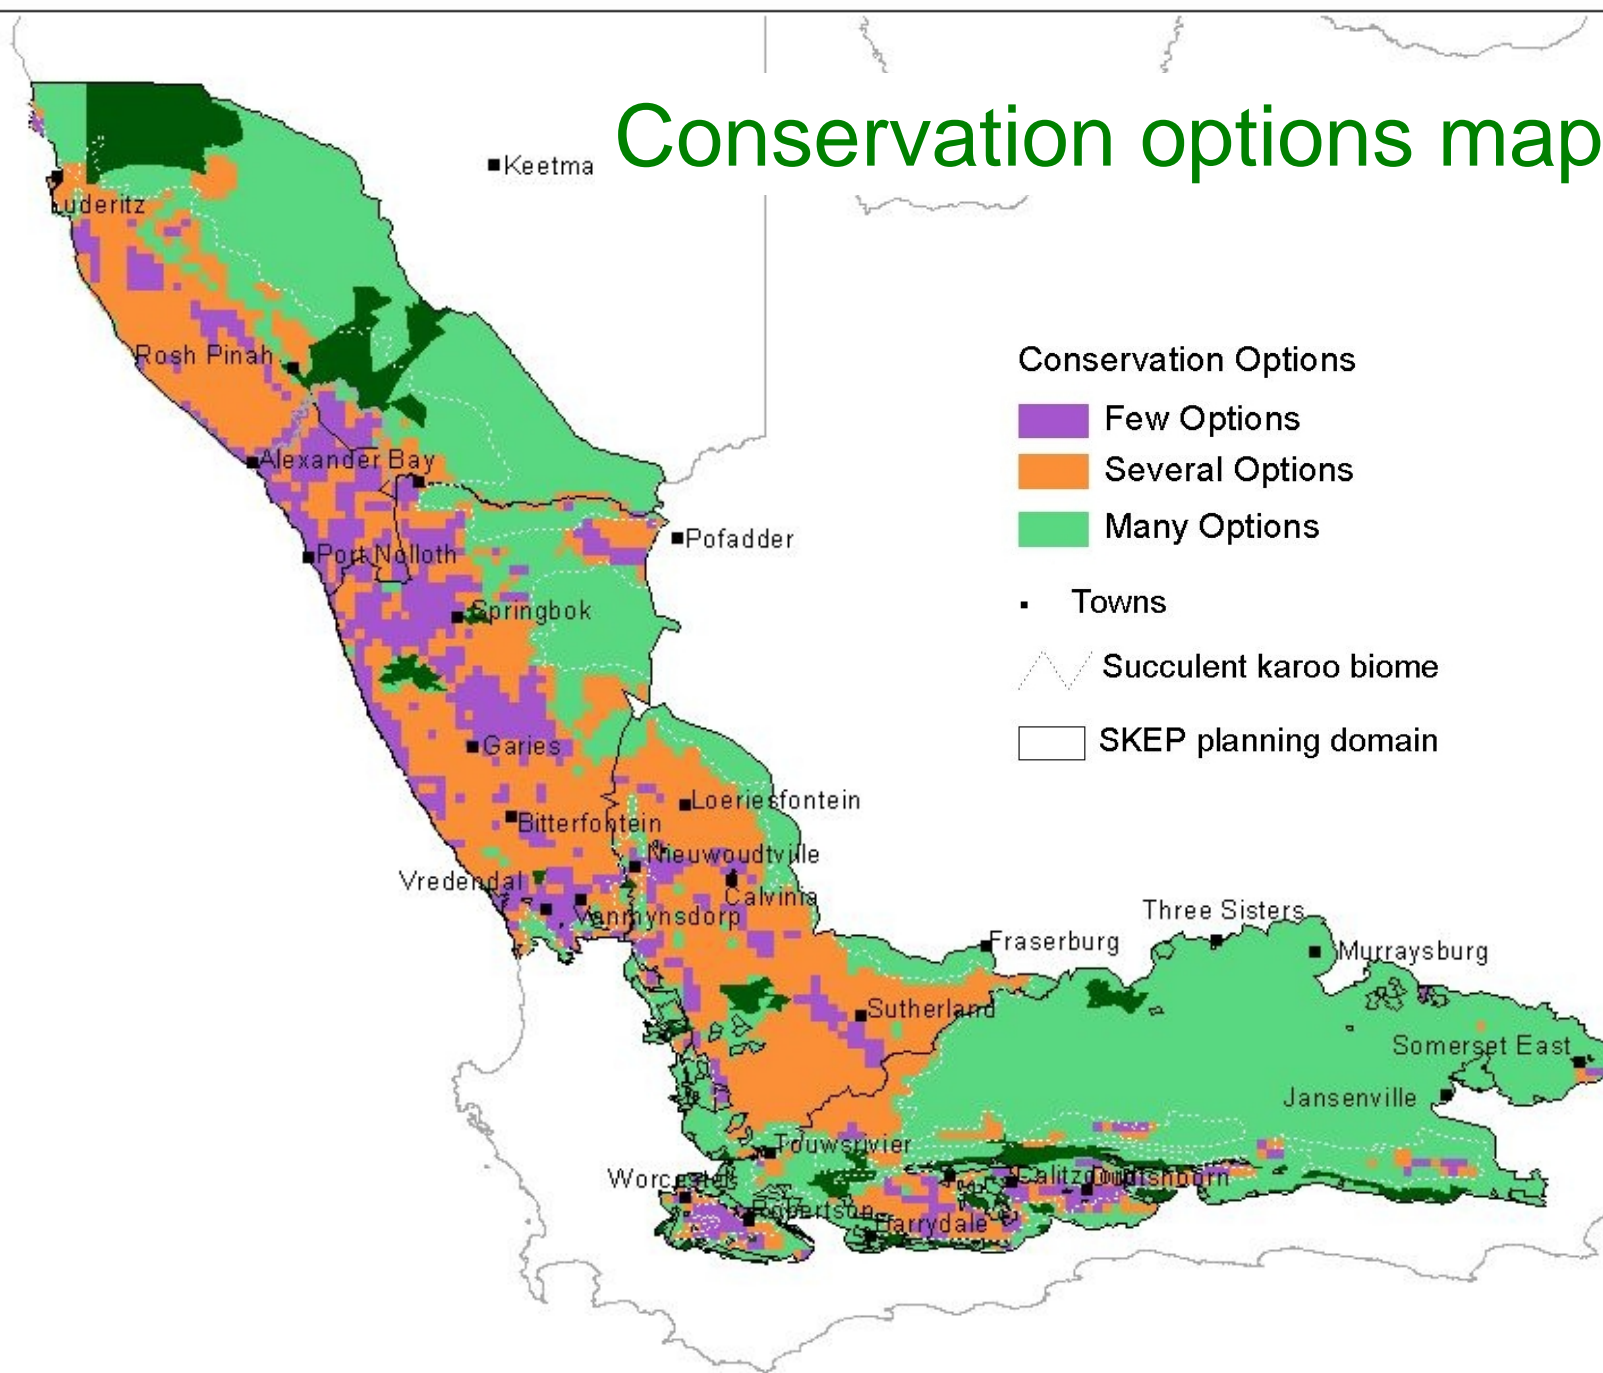 Conservation options map
Keetma
Luderitz
Rosh Pinah
Alexander Bay
Port Nolloth
Pofadder
Springbok
Garies
Loeriesfontein
Bitterfontein
Nieuwoudtville
Vredendal
Calvinia
Vanrhynsdorp
Three Sisters
Fraserburg
Murraysburg
Sutherland
Somerset East
Jansenville
Touwsrivier
Worcester
Calitzdorp
Oudtshoorn
Robertson
Barrydale
Conservation Options
Few Options
Several Options
Many Options
Towns
Succulent karoo biome
SKEP planning domain